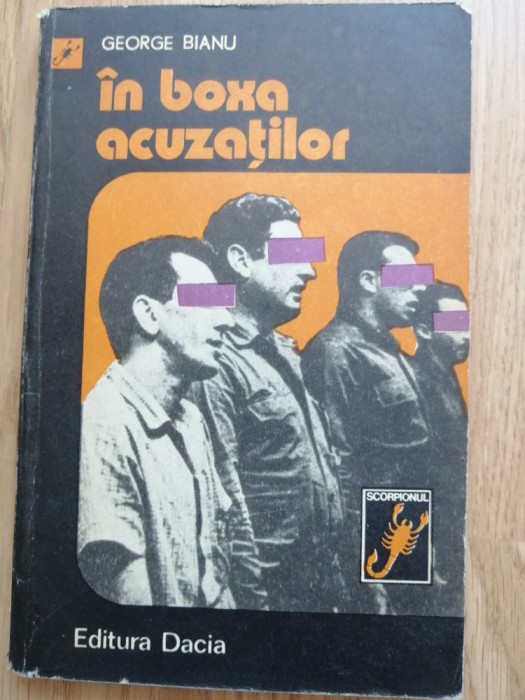 GEORGE BIANU
în boxa
acuzaților
SCORPIONUL
Editura Dacia